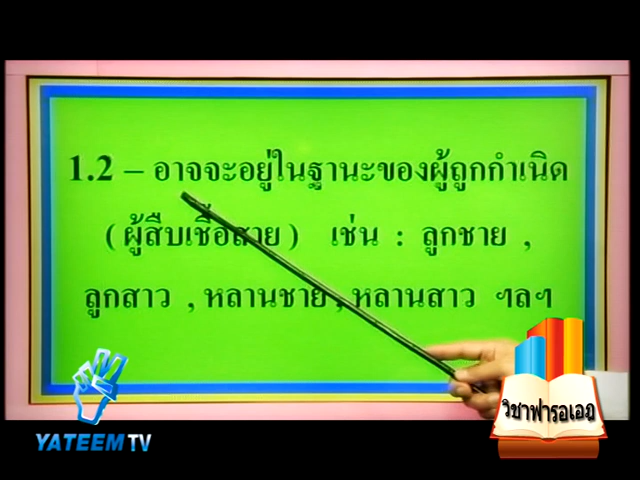 1.2 – อาจจะอยู่ในฐานะของผู้ถูกกำเนิด
( ผู้สืบเชื้อสาย ) เช่น : ลูกชาย ,
ลูกสาว , หลานชาย , หลานสาว ฯลฯ
วิชาฟารอเอฎ
YATEEM TV